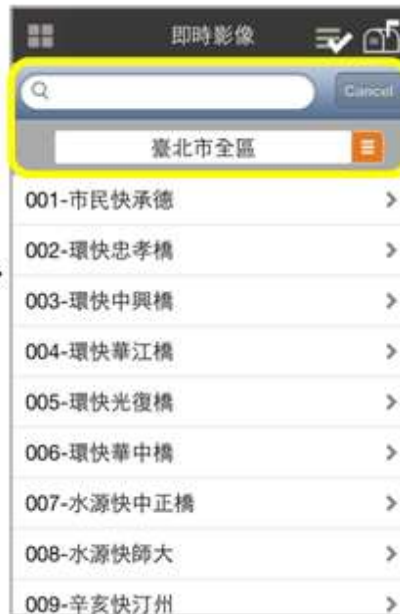 即時影像
Cancel
臺北市全區
001-市民快承德
002-環快忠孝橋
003-環快中興橋
004-環快華江橋
005-環快光復橋
006-環快華中橋
007-水源快中正橋
008-水源快師大
009-辛亥快汀州